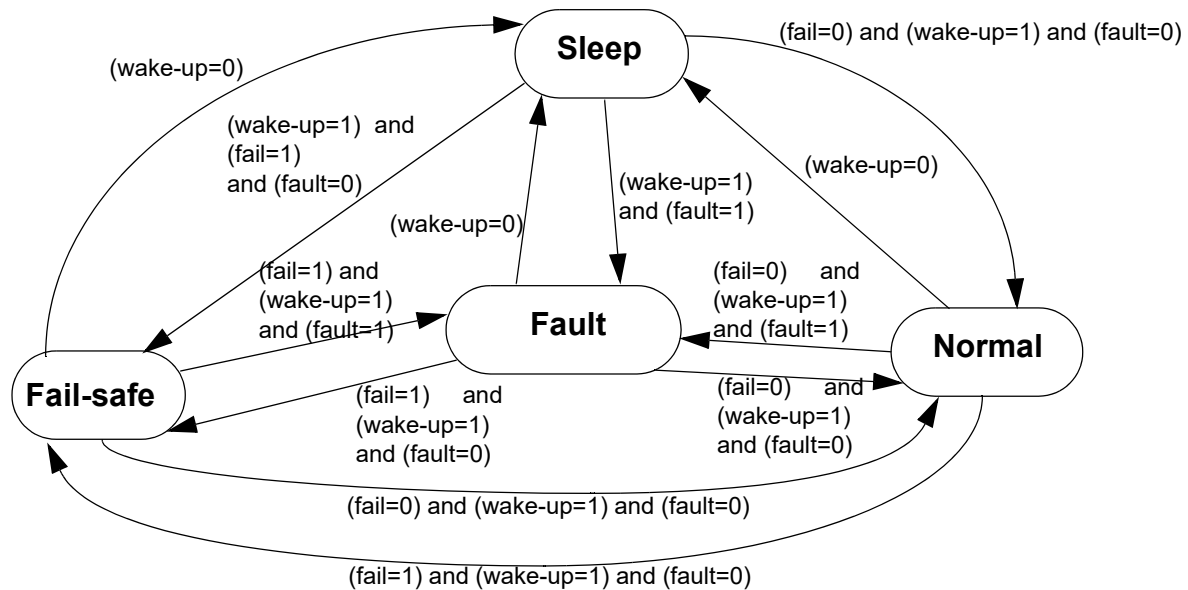 Sleep
(fail=0) and (wake-up=1) and (fault=0)
(wake-up=0)
(wake-up=1) and
(fail=1)
and (fault=0)
(wake-up=0)
(wake-up=1)
and (fault=1)
(wake-up=0)
(fail=1) and
(wake-up=1)
and (fault=1)
(fail=0) and
(wake-up=1)
and (fault=1)
Fault
Normal
Fail-safe
(fail=1) and
(wake-up=1)
and (fault=0)
(fail=0) and
(wake-up=1)
and (fault=0)
(fail=0) and (wake-up=1) and (fault=0)
(fail=1) and (wake-up=1) and (fault=0)